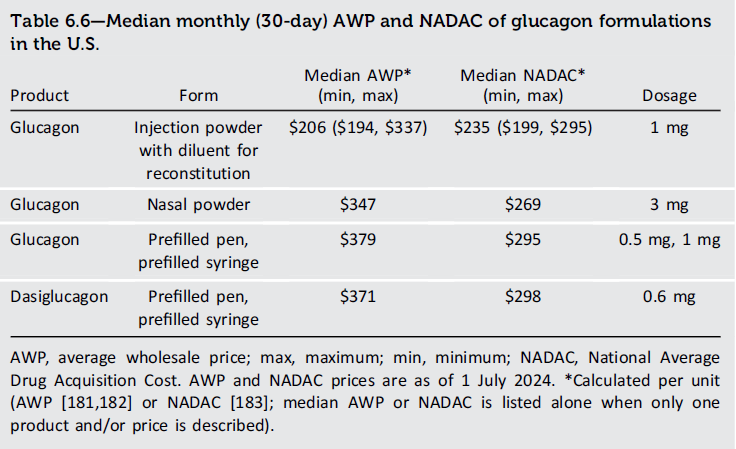 Table 6.6—Median monthly (30-day) AWP and NADAC of glucagon formulations
in the U.S.
Median AWP* Median NADAC*
Product Form (min, max) (min, max) Dosage
Glucagon Injection powder $206 ($194, $337) $235 ($199, $295) 1 mg
with diluent for
reconstitution
Glucagon Nasal powder $347 $269 3 mg
Glucagon Prefilled pen, $379 $295 0.5 mg, 1 mg
prefilled syringe
Dasiglucagon Prefilled pen, $371 $298 0.6 mg
prefilled syringe
AWP, average wholesale price; max, maximum; min, minimum; NADAC, National Average
Drug Acquisition Cost. AWP and NADAC prices are as of 1 July 2024. *Calculated per unit
(AWP [181,182] or NADAC [183]; median AWP or NADAC is listed alone when only one
product and/or price is described).